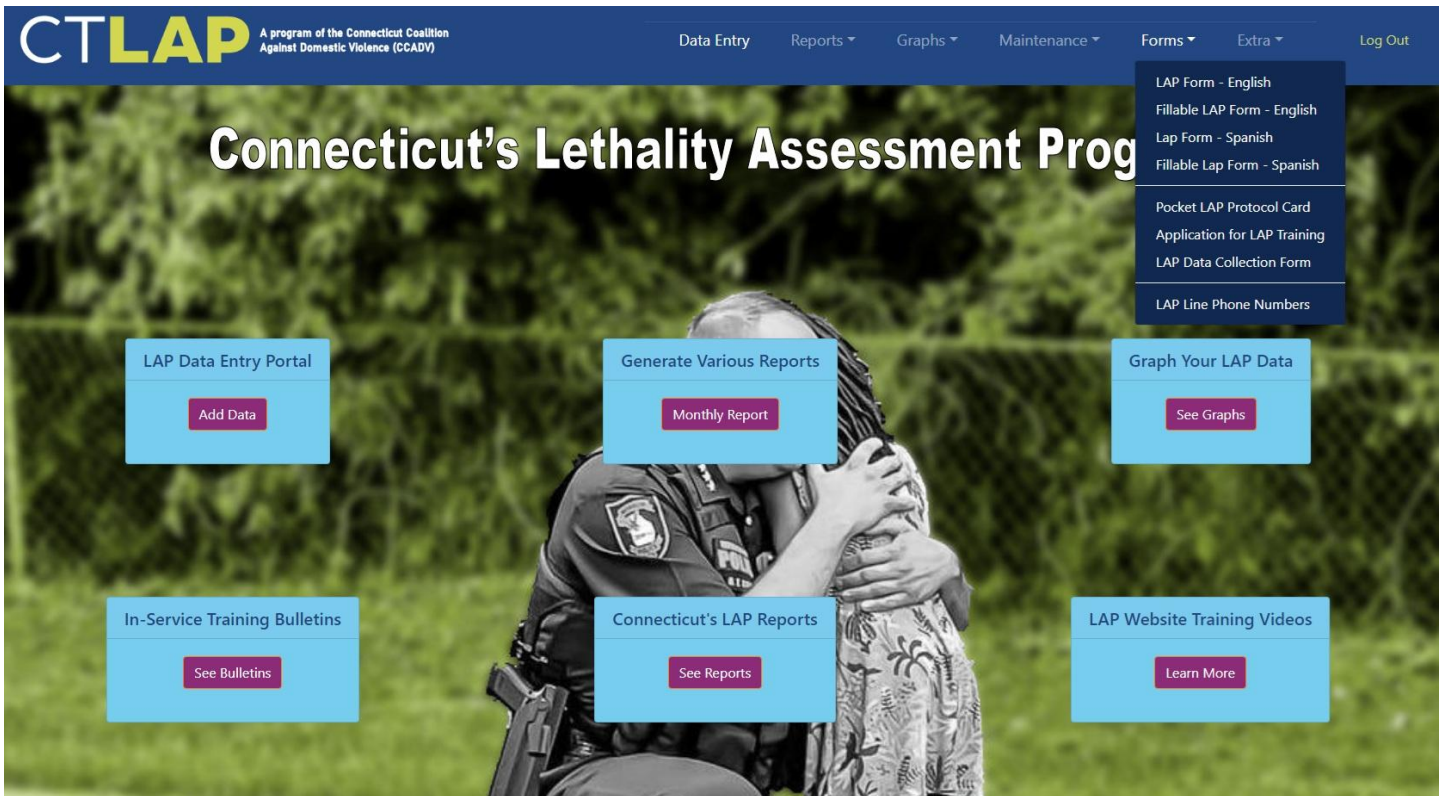 CTLAP
A program of the Connecticut Coalition
Against Domestic Violence (CCADV)
Data Entry Reports Graphs Maintenance Forms Extra Log Out
LAP Form - English
Fillable LAP Form - English
Lap Form - Spanish
Fillable Lap Form - Spanish
Pocket LAP Protocol Card
Application for LAP Training
LAP Data Collection Form
LAP Line Phone Numbers
Connecticut's Lethality Assessment Prog
LAP Data Entry Portal
Add Data
Generate Various Reports
Monthly Report
Graph Your LAP Data
See Graphs
In-Service Training Bulletins
See Bulletins
Connecticut's LAP Reports
See Reports
LAP Website Training Videos
Learn More